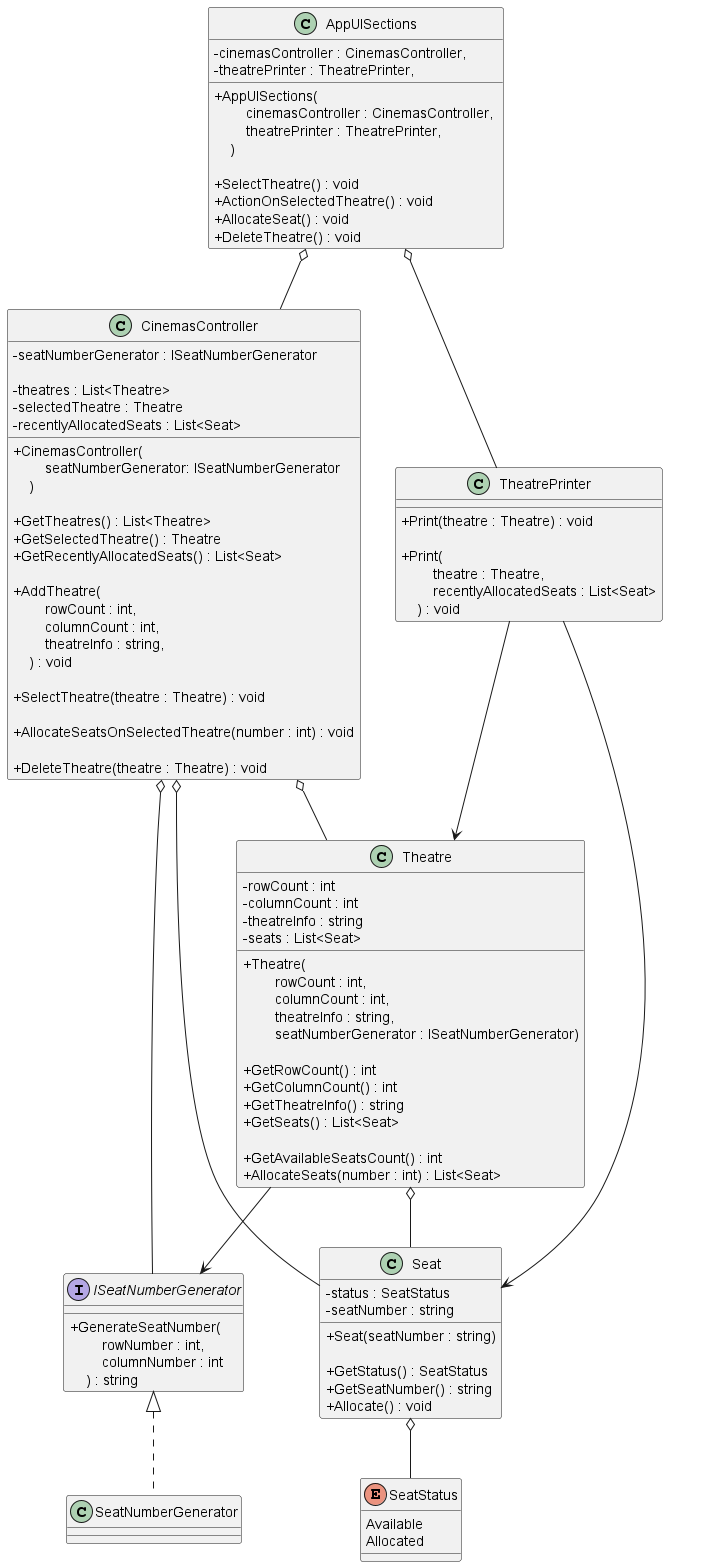 C AppUISections
-cinemasController : CinemasController,
-theatrePrinter : TheatrePrinter,
+AppUISections(
cinemasController : CinemasController,
theatrePrinter : TheatrePrinter,
)
+SelectTheatre() : void
+ActionOnSelectedTheatre() : void
+AllocateSeat() : void
+DeleteTheatre() : void
C CinemasController
-seatNumberGenerator : ISeatNumberGenerator
-theatres : List<Theatre>
-selectedTheatre : Theatre
-recentlyAllocatedSeats : List<Seat>
+CinemasController(
seatNumberGenerator: ISeatNumberGenerator
)
+GetTheatres() : List<Theatre>
+GetSelectedTheatre() : Theatre
+GetRecentlyAllocatedSeats() : List<Seat>
+AddTheatre(
rowCount : int,
columnCount : int,
theatreInfo : string,
) : void
+SelectTheatre(theatre : Theatre) : void
+AllocateSeatsOnSelectedTheatre(number : int) : void
+DeleteTheatre(theatre : Theatre) : void
C TheatrePrinter
+Print(theatre : Theatre) : void
+Print(
theatre : Theatre,
recentlyAllocatedSeats : List<Seat>
) : void
C Theatre
-rowCount : int
-columnCount : int
-theatreInfo : string
-seats : List<Seat>
+Theatre(
rowCount : int,
columnCount : int,
theatreInfo : string,
seatNumberGenerator : ISeatNumberGenerator)
+GetRowCount() : int
+GetColumnCount() : int
+GetTheatreInfo() : string
+GetSeats() : List<Seat>
+GetAvailableSeatsCount() : int
+AllocateSeats(number : int) : List<Seat>
I ISeatNumberGenerator
+GenerateSeatNumber(
rowNumber : int,
columnNumber : int
) : string
C Seat
-status : SeatStatus
-seatNumber : string
+Seat(seatNumber : string)
+GetStatus() : SeatStatus
+GetSeatNumber() : string
+Allocate() : void
C SeatNumberGenerator
E SeatStatus
Available
Allocated